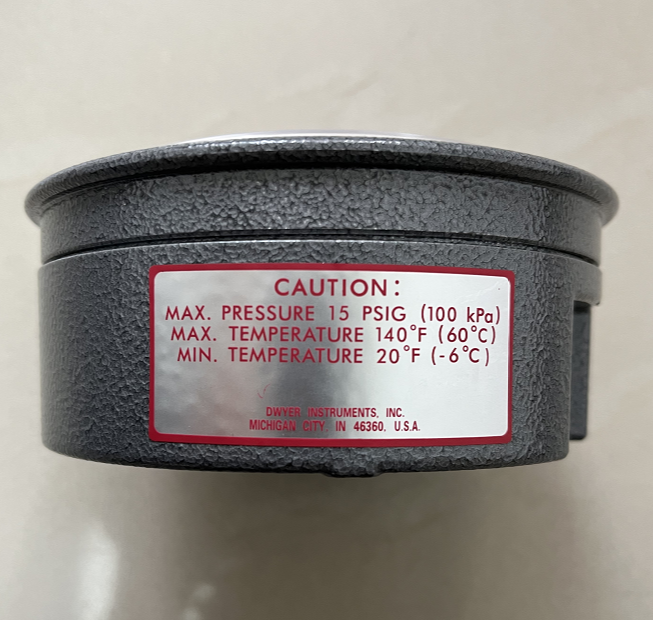 CAUTION:
MAX. PRESSURE 15 PSIG (100 kPa)
MAX. TEMPERATURE 140°F (60°C)
MIN. TEMPERATURE 20°F (-6°C)
DWYER INSTRUMENTS, INC.
MICHIGAN CITY, IN 46360, U.S.A.